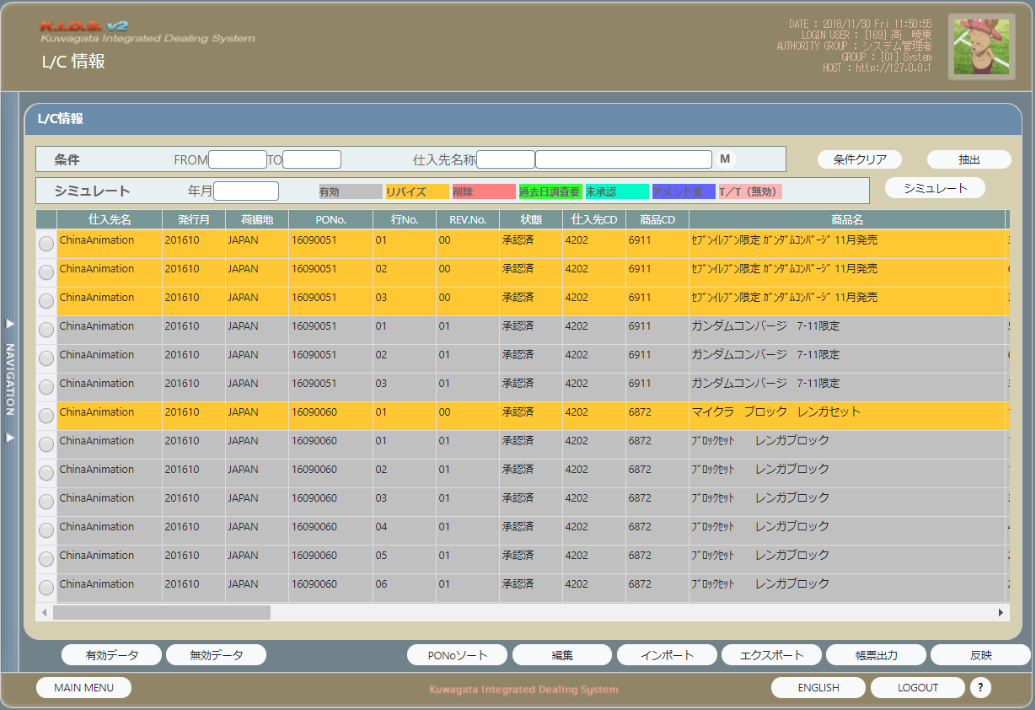 K.I.D.S. v2
Kuwagata Integrated Dealing System
L/C 情報
DATE : 2018/11/30 Fri 11:50:55
LOGIN USER : [169] 高 暁東
AUTHORITY GROUP : システム管理者
GROUP : [01] System
HOST : http://127.0.0.1
L/C情報
条件 FROM TO 仕入先名称 M 条件クリア 抽出
シミュレート 年月 有効 リバイズ 削除 過去日調査要 未承認 アメンド要 T/T(無効) シミュレート
仕入先名 発行月 荷揚地 PONo. 行No. REV.No. 状態 仕入先CD 商品CD 商品名
ChinaAnimation 201610 JAPAN 16090051 01 00 承認済 4202 6911 ｾﾌﾞﾝｲﾚﾌﾞﾝ限定 ｶﾞﾝﾀﾞﾑｺﾝﾊﾞｰｼﾞ 11月発売
ChinaAnimation 201610 JAPAN 16090051 02 00 承認済 4202 6911 ｾﾌﾞﾝｲﾚﾌﾞﾝ限定 ｶﾞﾝﾀﾞﾑｺﾝﾊﾞｰｼﾞ 11月発売
ChinaAnimation 201610 JAPAN 16090051 03 00 承認済 4202 6911 ｾﾌﾞﾝｲﾚﾌﾞﾝ限定 ｶﾞﾝﾀﾞﾑｺﾝﾊﾞｰｼﾞ 11月発売
ChinaAnimation 201610 JAPAN 16090051 01 01 承認済 4202 6911 ガンダムコンバージ 7-11限定
ChinaAnimation 201610 JAPAN 16090051 02 01 承認済 4202 6911 ガンダムコンバージ 7-11限定
ChinaAnimation 201610 JAPAN 16090051 03 01 承認済 4202 6911 ガンダムコンバージ 7-11限定
ChinaAnimation 201610 JAPAN 16090060 01 00 承認済 4202 6872 マイクラ ブロック レンガセット
ChinaAnimation 201610 JAPAN 16090060 01 01 承認済 4202 6872 ﾌﾞﾛｯｸｾｯﾄ レンガブロック
ChinaAnimation 201610 JAPAN 16090060 02 01 承認済 4202 6872 ﾌﾞﾛｯｸｾｯﾄ レンガブロック
ChinaAnimation 201610 JAPAN 16090060 03 01 承認済 4202 6872 ﾌﾞﾛｯｸｾｯﾄ レンガブロック
ChinaAnimation 201610 JAPAN 16090060 04 01 承認済 4202 6872 ﾌﾞﾛｯｸｾｯﾄ レンガブロック
ChinaAnimation 201610 JAPAN 16090060 05 01 承認済 4202 6872 ﾌﾞﾛｯｸｾｯﾄ レンガブロック
ChinaAnimation 201610 JAPAN 16090060 06 01 承認済 4202 6872 ﾌﾞﾛｯｸｾｯﾄ レンガブロック
NAVIGATION
有効データ 無効データ PONoソート 編集 インポート エクスポート 帳票出力 反映
MAIN MENU Kuwagata Integrated Dealing System ENGLISH LOGOUT ?